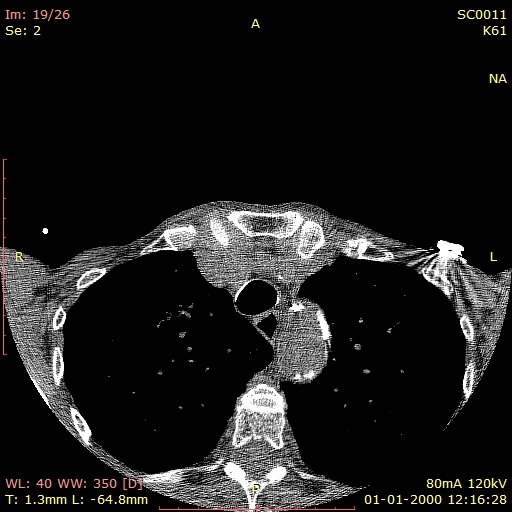 Im: 19/26
Se: 2
A
SC0011
K61
NA
R
L
P
WL: 40 WW: 350 [D]
T: 1.3mm L: -64.8mm
80mA 120kV
01-01-2000 12:16:28